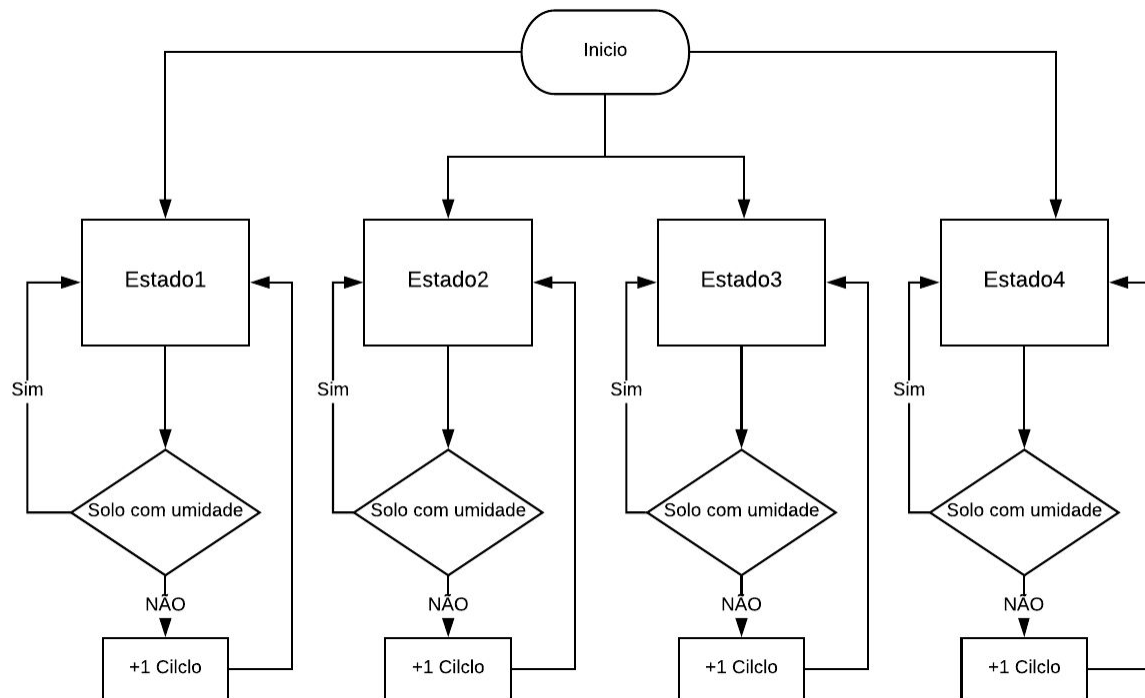 Inicio
Estado1
Estado2
Estado3
Estado4
Sim
Sim
Sim
Sim
Solo com umidade
Solo com umidade
Solo com umidade
Solo com umidade
NÃO
NÃO
NÃO
NÃO
+1 Cilclo
+1 Cilclo
+1 Cilclo
+1 Cilclo